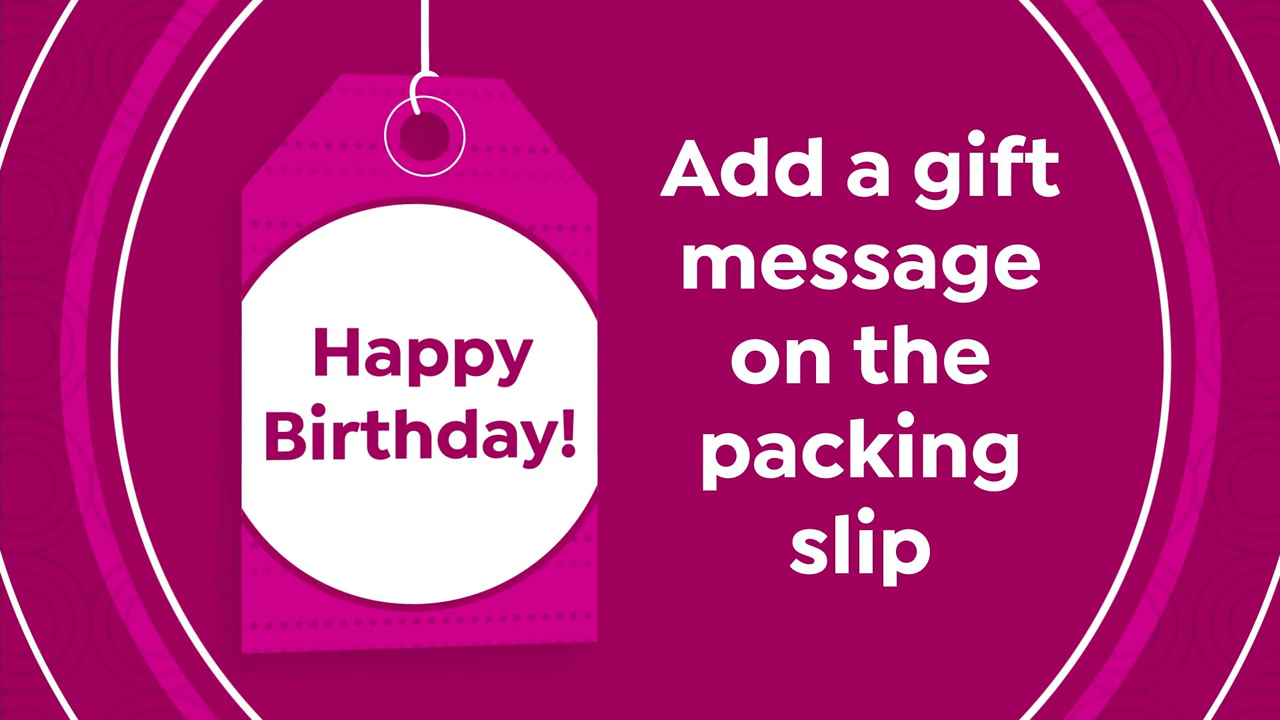 Happy
Birthday!
Add a gift
message
on the
packing
slip